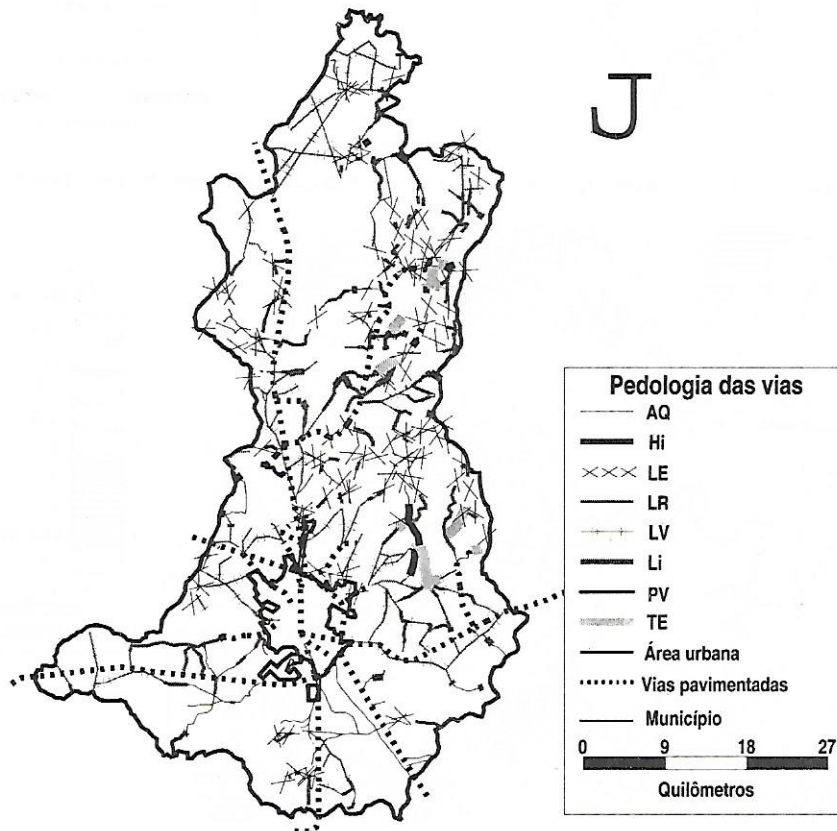 J
Pedologia das vias
AQ
Hi
LE
LR
LV
Li
PV
TE
Área urbana
Vias pavimentadas
Município
0 9 18 27
Quilômetros